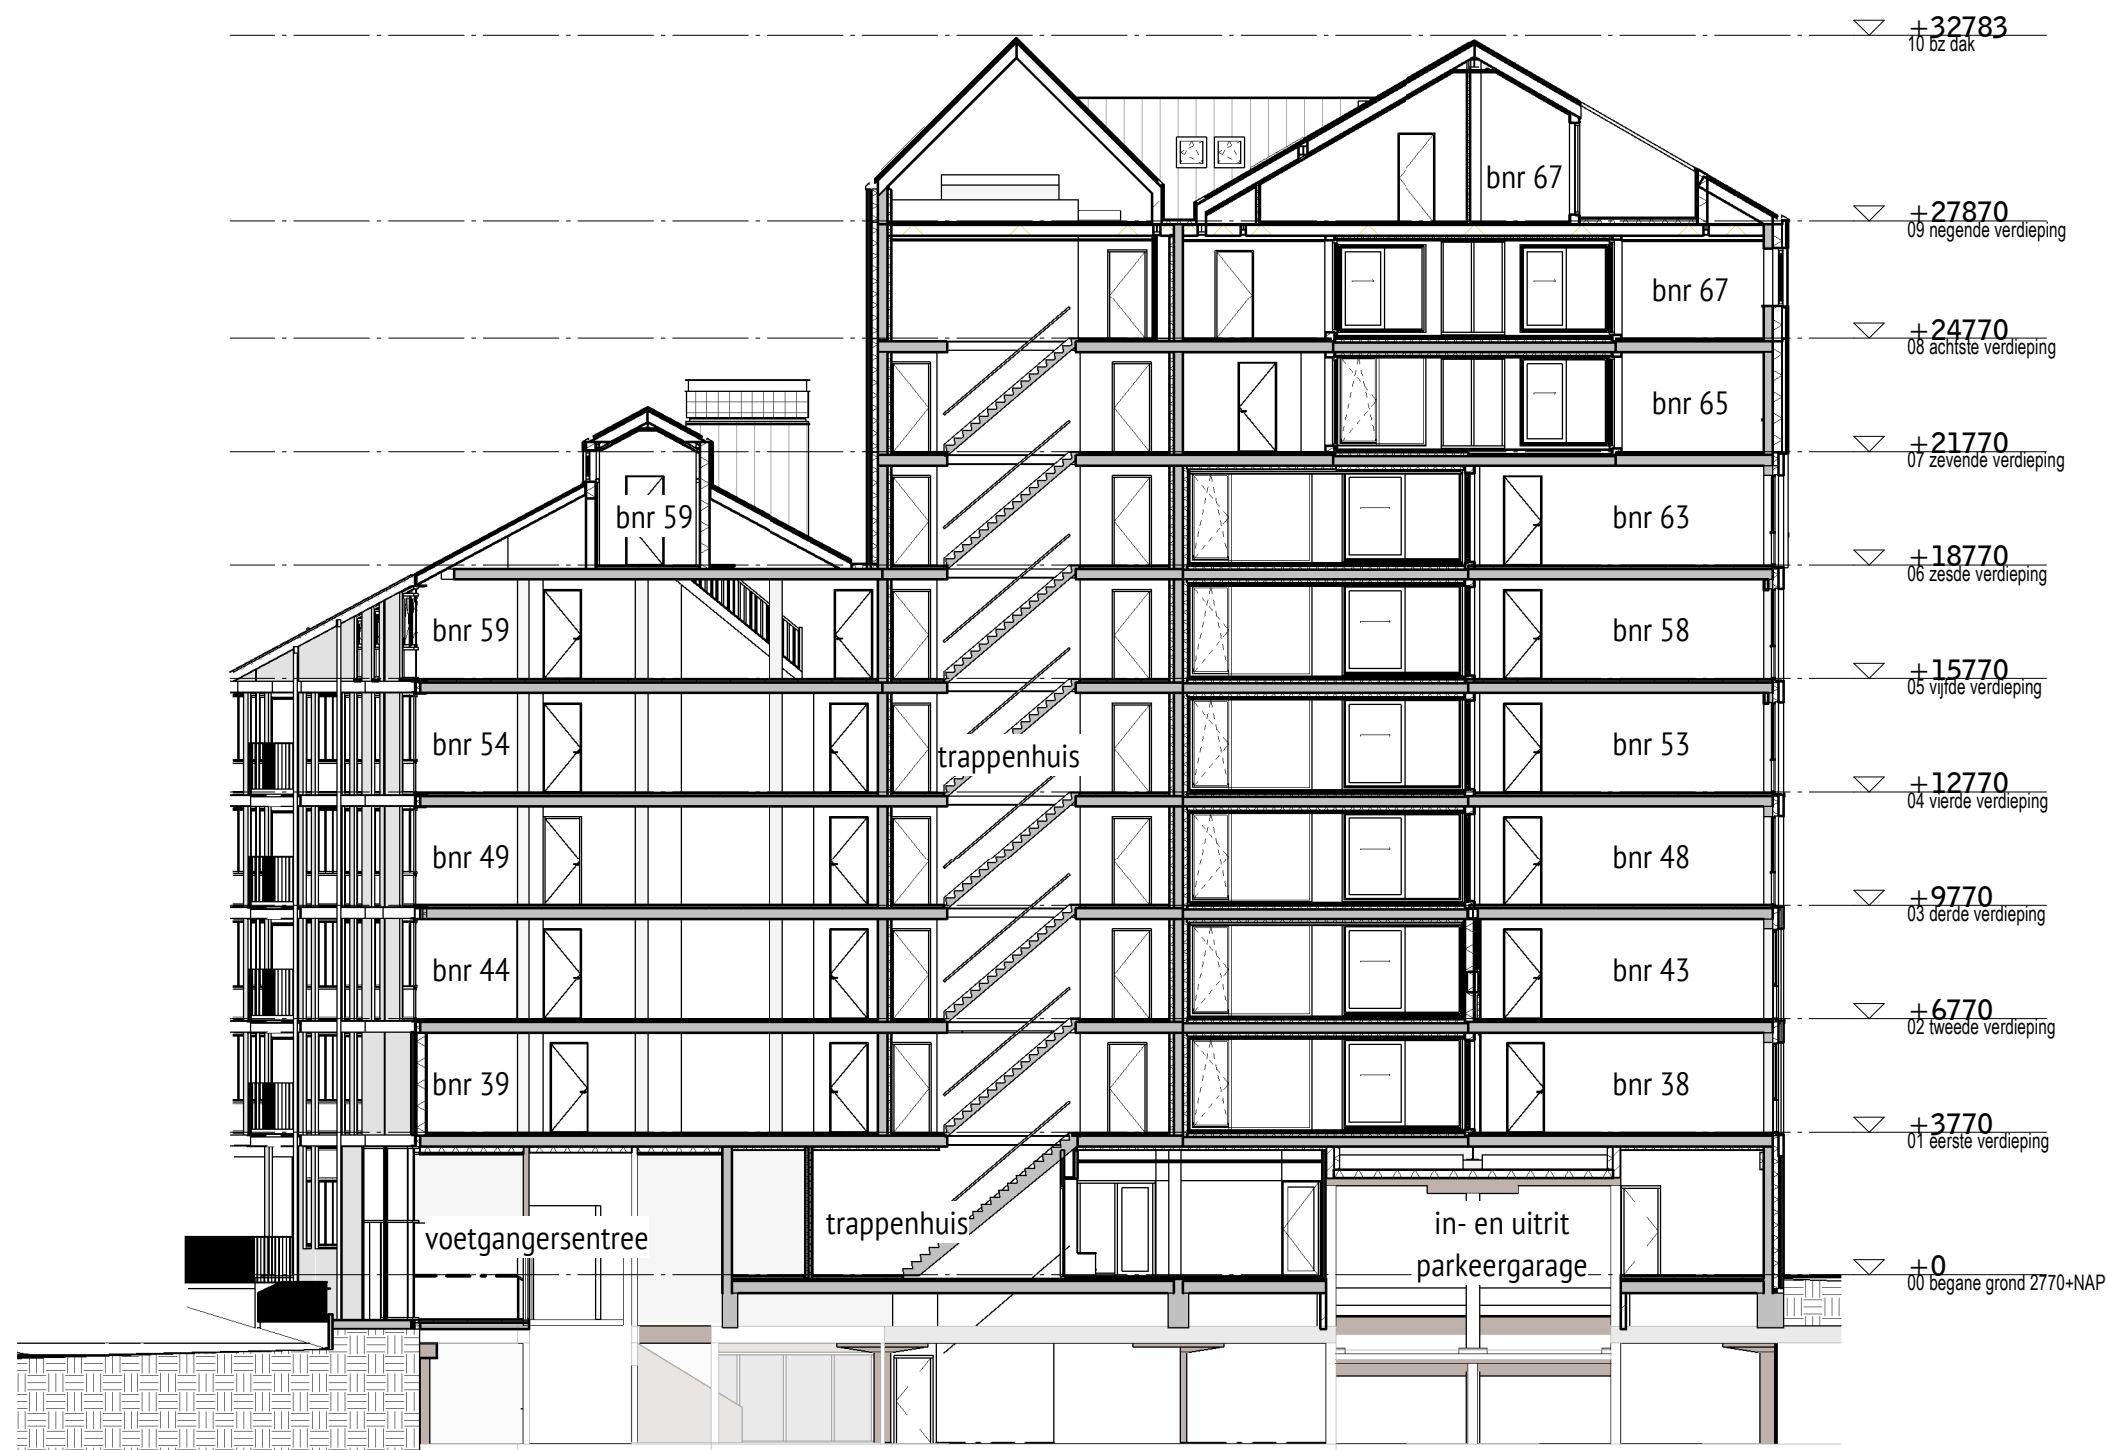 +32783
10 bz dak
bnr 67
+27870
09 negende verdieping
bnr 67
+24770
08 achtste verdieping
bnr 65
+21770
07 zevende verdieping
bnr 59
bnr 63
+18770
06 zesde verdieping
bnr 59
bnr 58
+15770
05 vijfde verdieping
bnr 54
trappenhuis
bnr 53
+12770
04 vierde verdieping
bnr 49
bnr 48
+9770
03 derde verdieping
bnr 44
bnr 43
+6770
02 tweede verdieping
bnr 39
bnr 38
+3770
01 eerste verdieping
voetgangersentree
trappenhuis
in- en uitrit
parkeergarage
+0
00 begane grond 2770+NAP